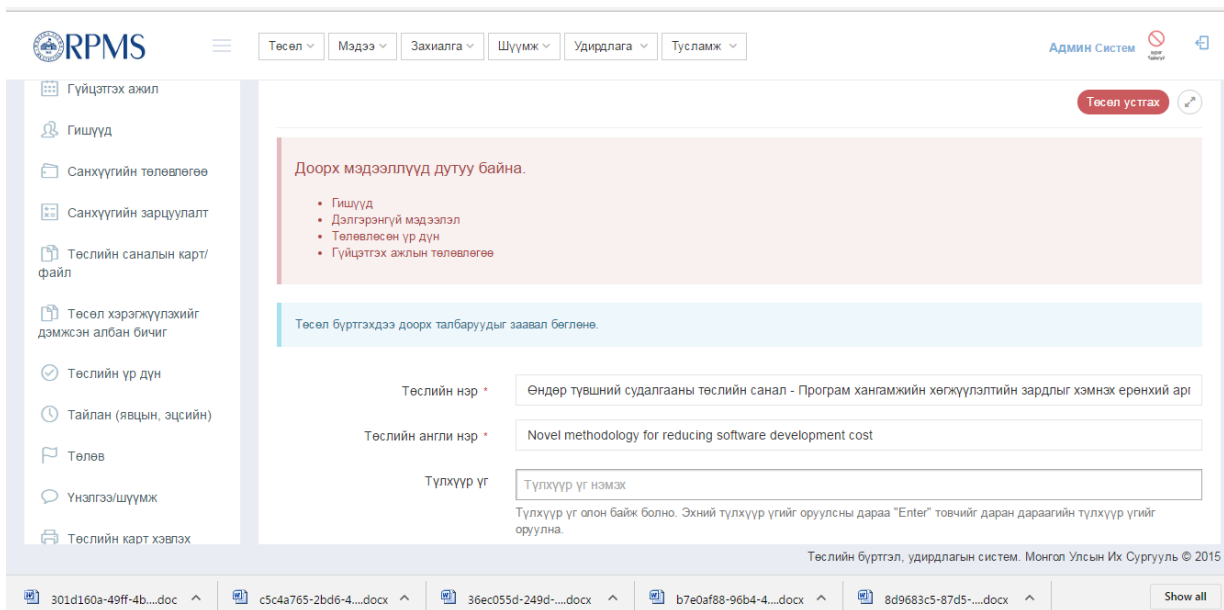 RPMS
Төсөл
Мэдээ
Захиалга
Шүүмж
Удирдлага
Тусламж
Админ Систем
Гүйцэтгэх ажил
Гишүүд
Санхүүгийн төлөвлөгөө
Санхүүгийн зарцуулалт
Төслийн саналын карт/
файл
Төсөл хэрэгжүүлэхийг
дэмжсэн албан бичиг
Төслийн үр дүн
Тайлан (явцын, эцсийн)
Төлөв
Үнэлгээ/шүүмж
Төслийн карт хэвлэх
Төсөл устгах
Доорх мэдээллүүд дутуу байна.
• Гишүүд
• Дэлгэрэнгүй мэдээлэл
• Төлөвлөсөн үр дүн
• Гүйцэтгэх ажлын төлөвлөгөө
Төсөл бүртгэхдээ доорх талбаруудыг заавал бөглөнө.
Төслийн нэр *
Өндөр түвшний судалгааны төслийн санал - Програм хангамжийн хөгжүүлэлтийн зардлыг хэмнэх ерөнхий арг
Төслийн англи нэр *
Novel methodology for reducing software development cost
Түлхүүр үг
Түлхүүр үг нэмэх
Түлхүүр үг олон байж болно. Эхний түлхүүр үгийг оруулсны дараа "Enter" товчийг даран дараагийн түлхүүр үгийг
оруулна.
Төслийн бүртгэл, удирдлагын систем. Монгол Улсын Их Сургууль © 2015
301d160a-49ff-4b....doc
c5c4a765-2bd6-4....docx
36ec055d-249d-....docx
b7e0af88-96b4-4....docx
8d9683c5-87d5-....docx
Show all